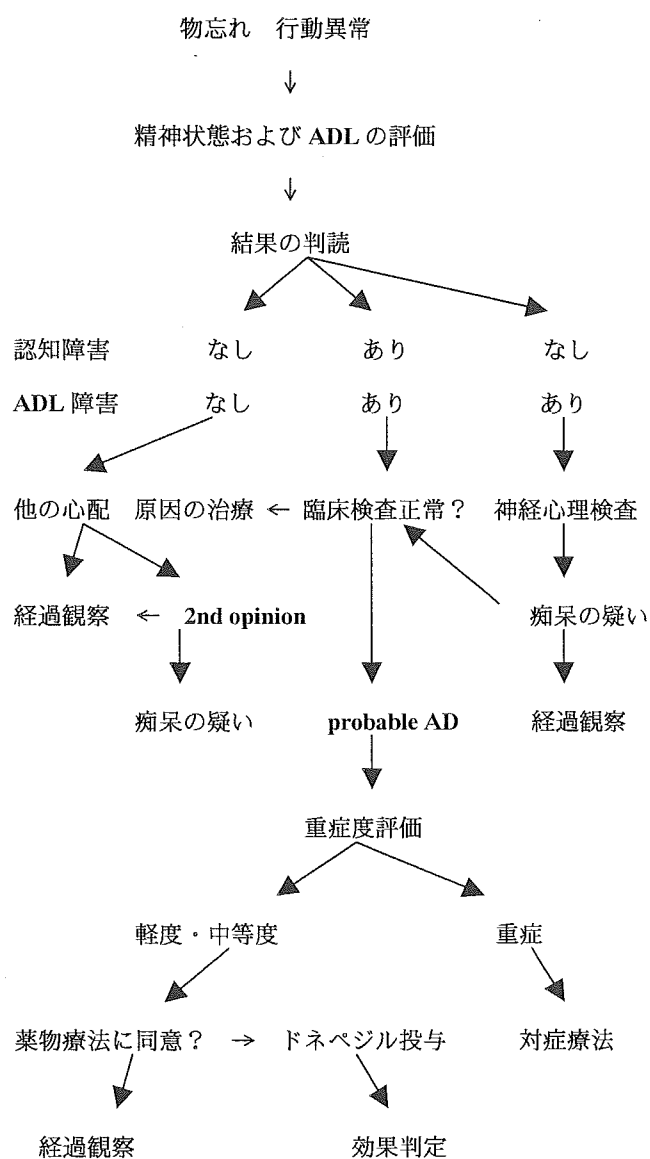 物忘れ 行動異常
↓
精神状態および ADL の評価
↓
結果の判読
認知障害 なし あり なし
ADL 障害 なし あり あり
他の心配 原因の治療 ← 臨床検査正常？ 神経心理検査
経過観察 ← 2nd opinion 痴呆の疑い
痴呆の疑い probable AD 経過観察
重症度評価
軽度・中等度 重症
薬物療法に同意？ → ドネペジル投与 対症療法
経過観察 効果判定